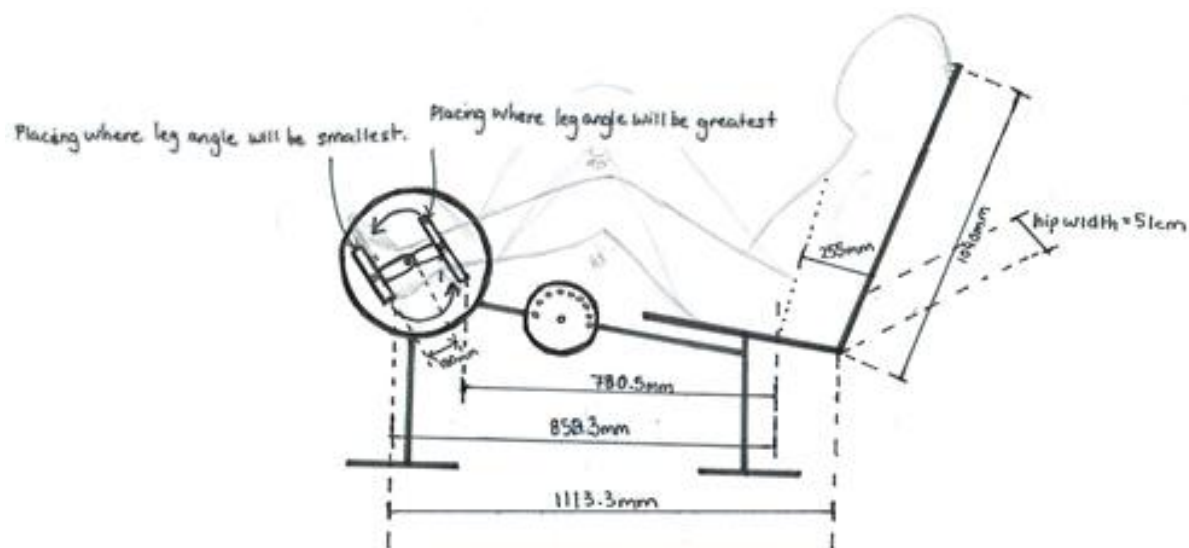 Placing where leg angle will be smallest.
Placing where leg angle will be greatest
hip width = 51cm
255mm
1040mm
780.5mm
858.3mm
1113.3mm